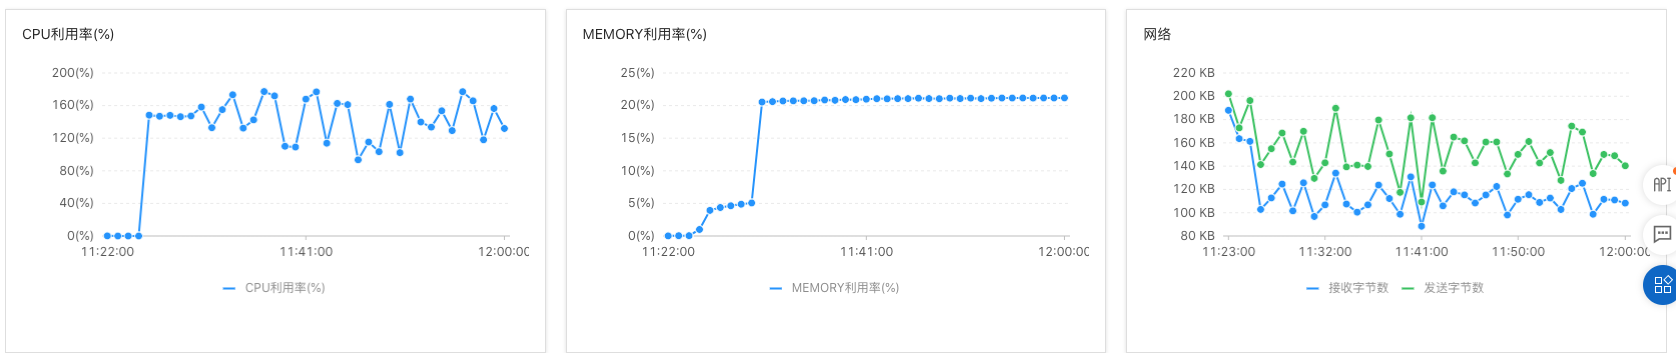 CPU利用率(%)
200(%)
160(%)
120(%)
80(%)
40(%)
0(%)
11:22:00
11:41:00
12:00:00
CPU利用率(%)
MEMORY利用率(%)
25(%)
20(%)
15(%)
10(%)
5(%)
0(%)
11:22:00
11:41:00
12:00:00
MEMORY利用率(%)
网络
220 KB
200 KB
180 KB
160 KB
140 KB
120 KB
100 KB
80 KB
11:23:00
11:32:00
11:41:00
11:50:00
12:00:00
接收字节数
发送字节数
API